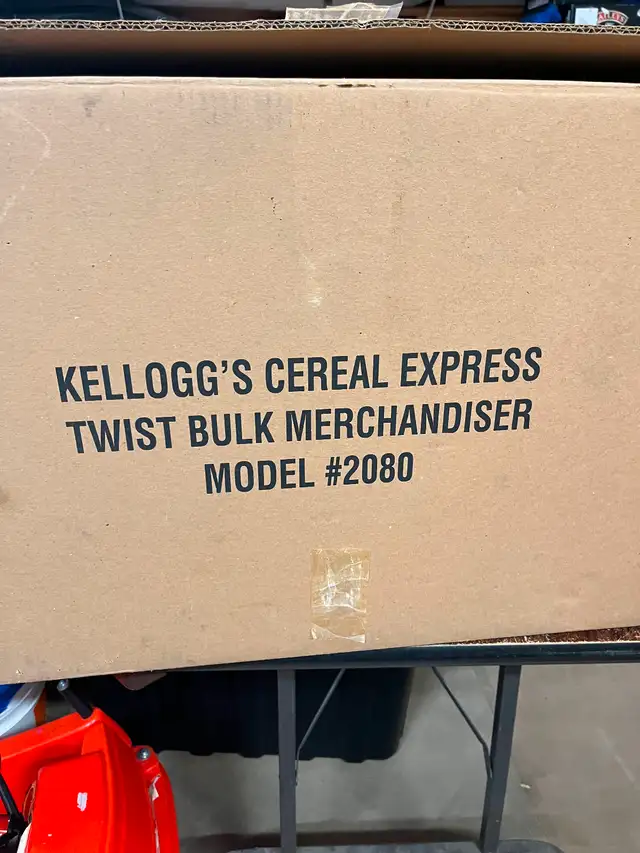 KELLOGG'S CEREAL EXPRESS
TWIST BULK MERCHANDISER
MODEL #2080